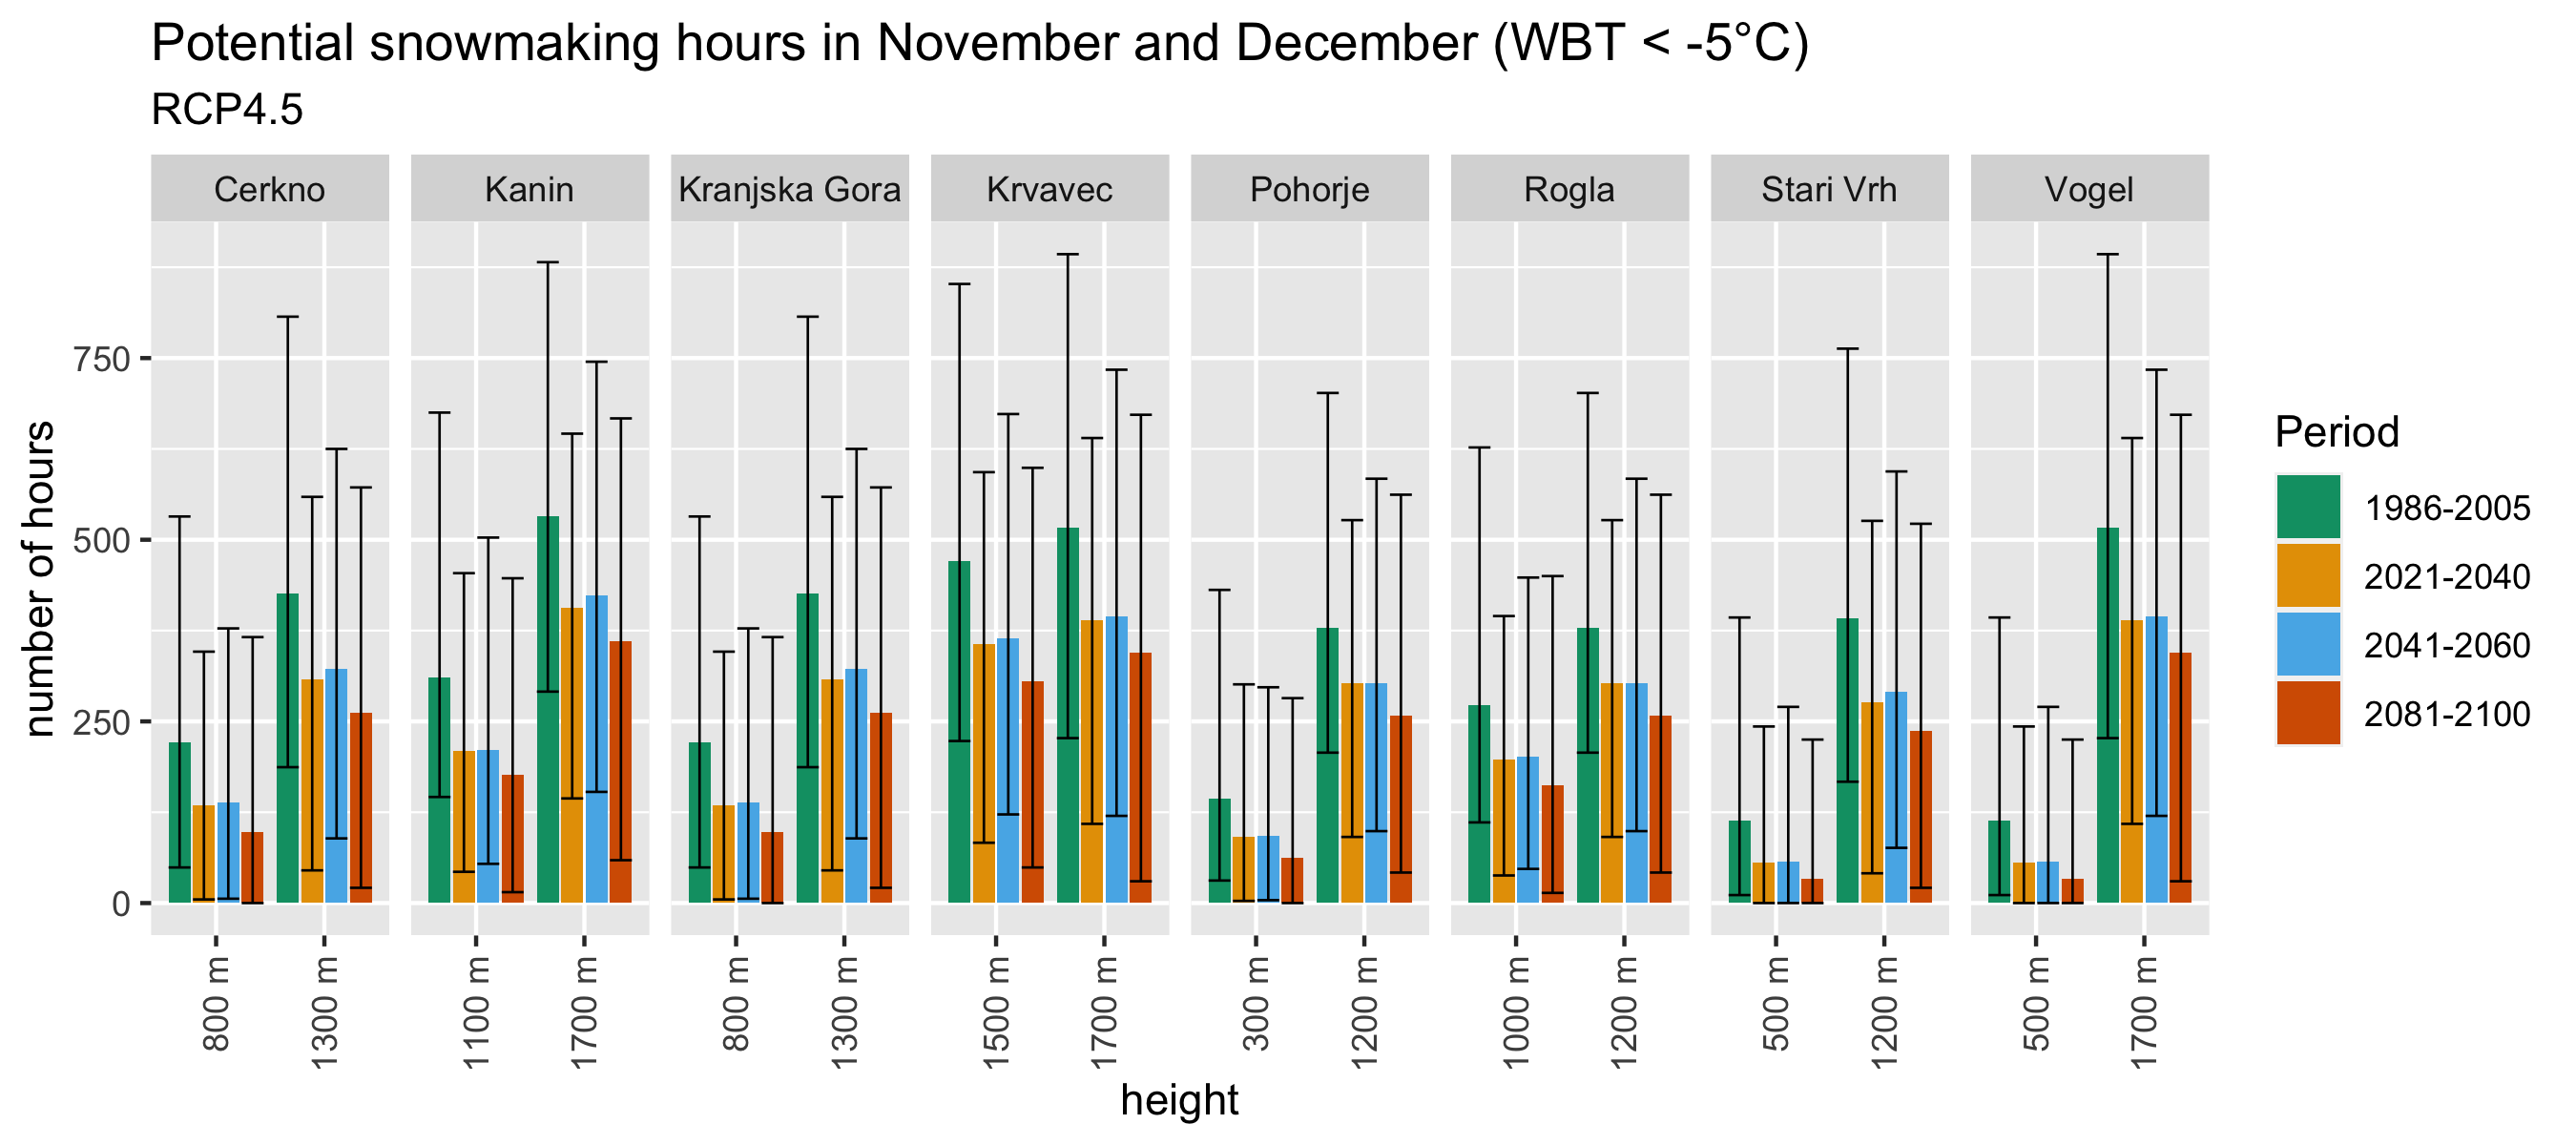 Potential snowmaking hours in November and December (WBT < -5°C)
RCP4.5
Cerkno Kanin Kranjska Gora Krvavec Pohorje Rogla Stari Vrh Vogel
number of hours
750
500
250
0
800 m 1300 m 1100 m 1700 m 800 m 1300 m 1500 m 1700 m 300 m 1200 m 1000 m 1200 m 500 m 1200 m 500 m 1700 m
height
Period
1986-2005
2021-2040
2041-2060
2081-2100